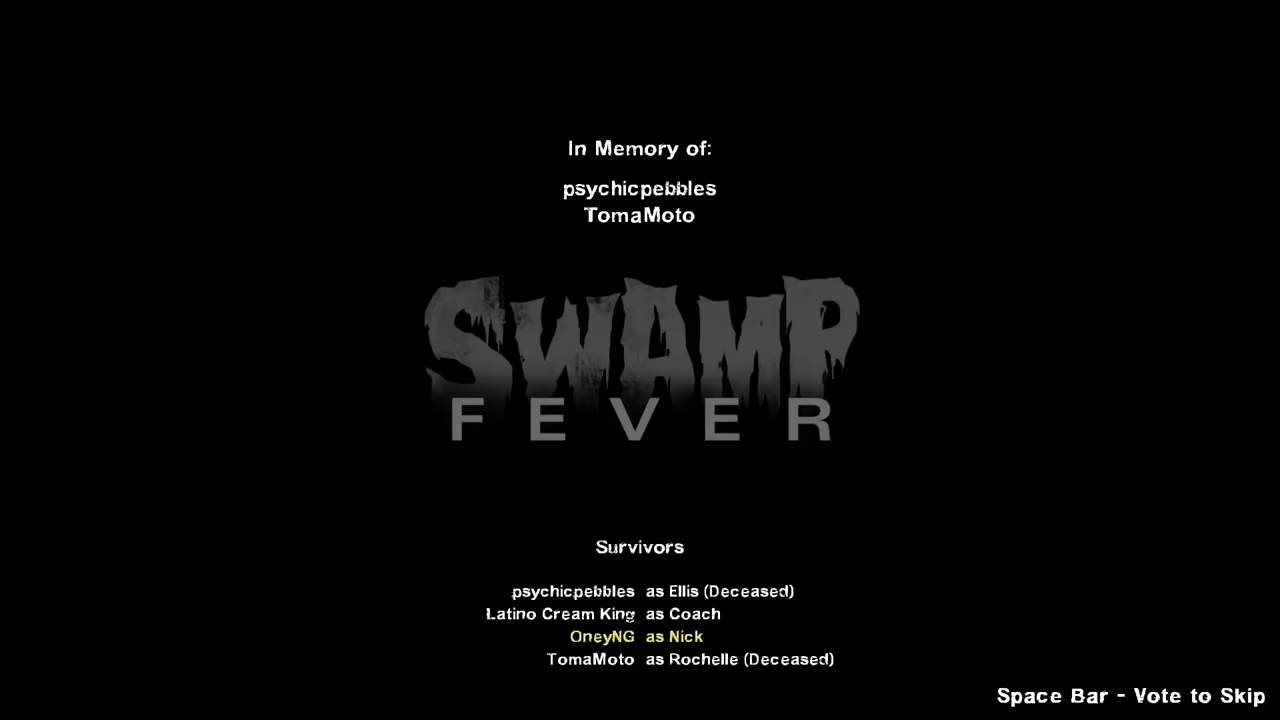 In Memory of:
psychicpebbles
TomaMoto
SWAMP
FEVER
Survivors
psychicpebbles as Ellis (Deceased)
Latino Cream King as Coach
OneyNG as Nick
TomaMoto as Rochelle (Deceased)
Space Bar - Vote to Skip